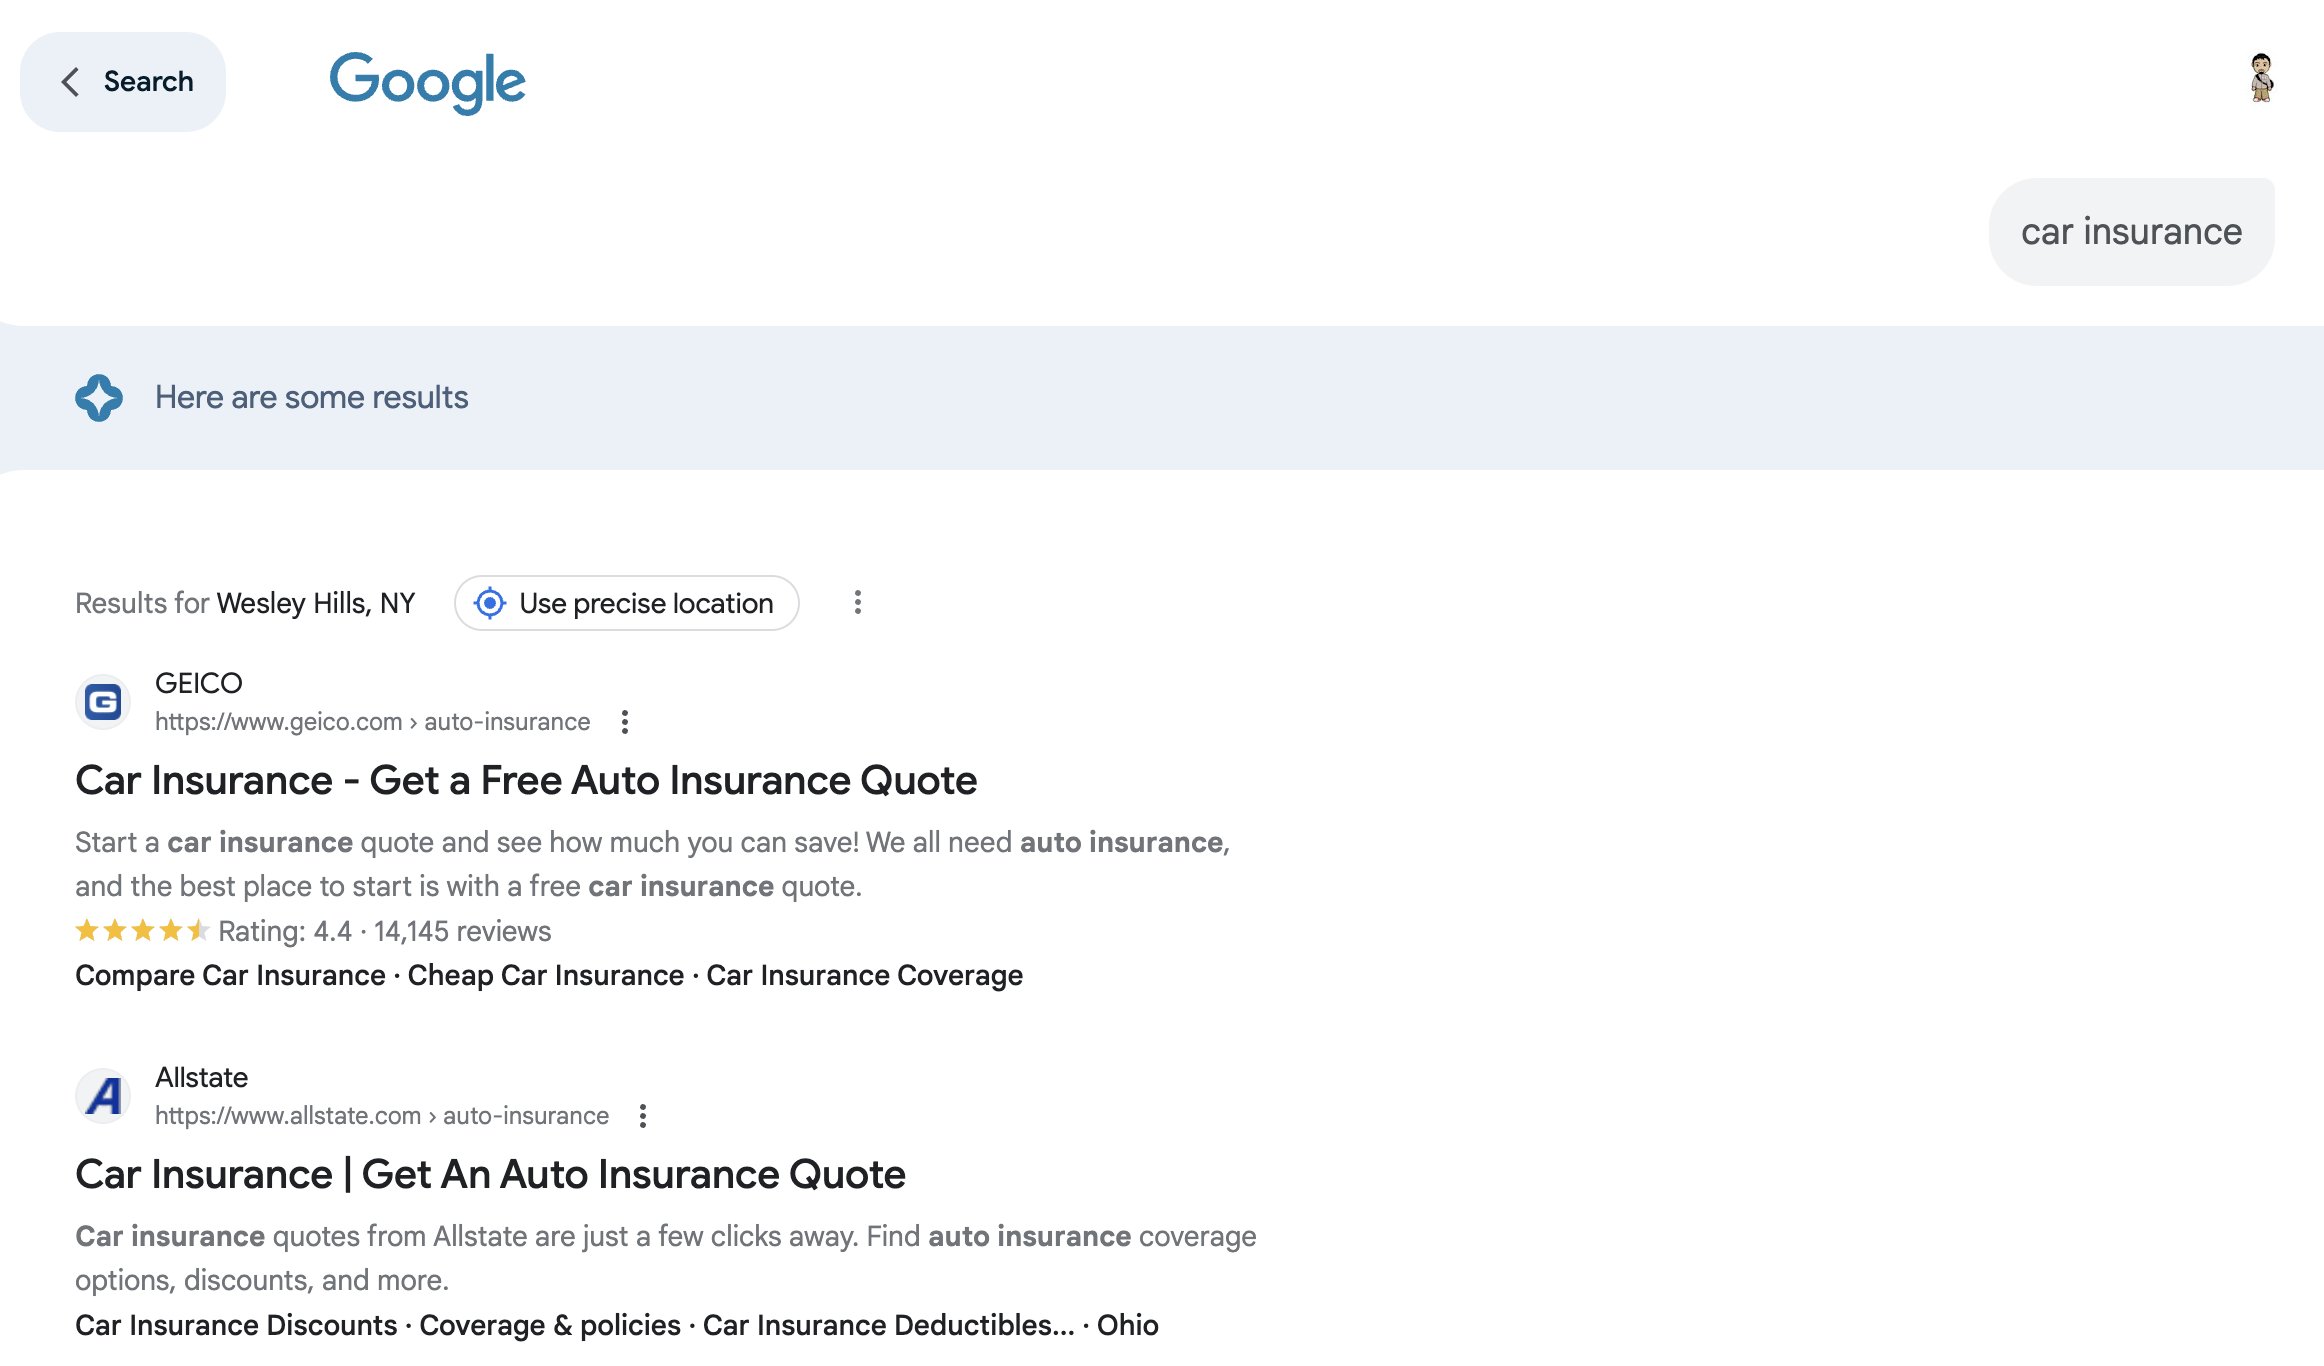 Search
Google
car insurance
Here are some results
Results for Wesley Hills, NY
Use precise location
G
GEICO
https://www.geico.com › auto-insurance
Car Insurance - Get a Free Auto Insurance Quote
Start a car insurance quote and see how much you can save! We all need auto insurance,
and the best place to start is with a free car insurance quote.
Rating: 4.4 · 14,145 reviews
Compare Car Insurance · Cheap Car Insurance · Car Insurance Coverage
A
Allstate
https://www.allstate.com › auto-insurance
Car Insurance | Get An Auto Insurance Quote
Car insurance quotes from Allstate are just a few clicks away. Find auto insurance coverage
options, discounts, and more.
Car Insurance Discounts · Coverage & policies · Car Insurance Deductibles... · Ohio